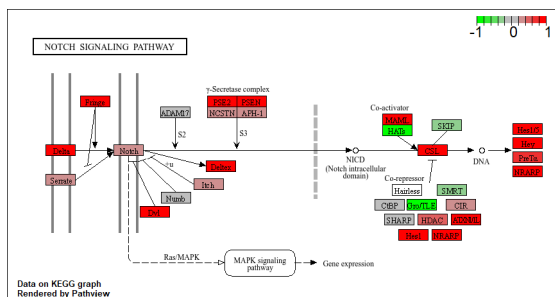 -1 0 1
NOTCH SIGNALING PATHWAY
Fringe
Delta
Serrate
Notch
ADAM17
S2
γ-Secretase complex
PSE2 PSEN
NCSTN APH-1
S3
Deltex
Itch
Numb
Dvl
NICD
(Notch intracellular
domain)
Co-activator
MAML
HATs
SKIP
CSL
DNA
Hes1/5
Hey
PreTα
NRARP
Co-repressor
Hairless
SMRT
CtBP Gro/TLE CIR
SHARP HDAC ATXN1L
Hes1 NRARP
Ras/MAPK
MAPK signaling
pathway
Gene expression
Data on KEGG graph
Rendered by Pathview